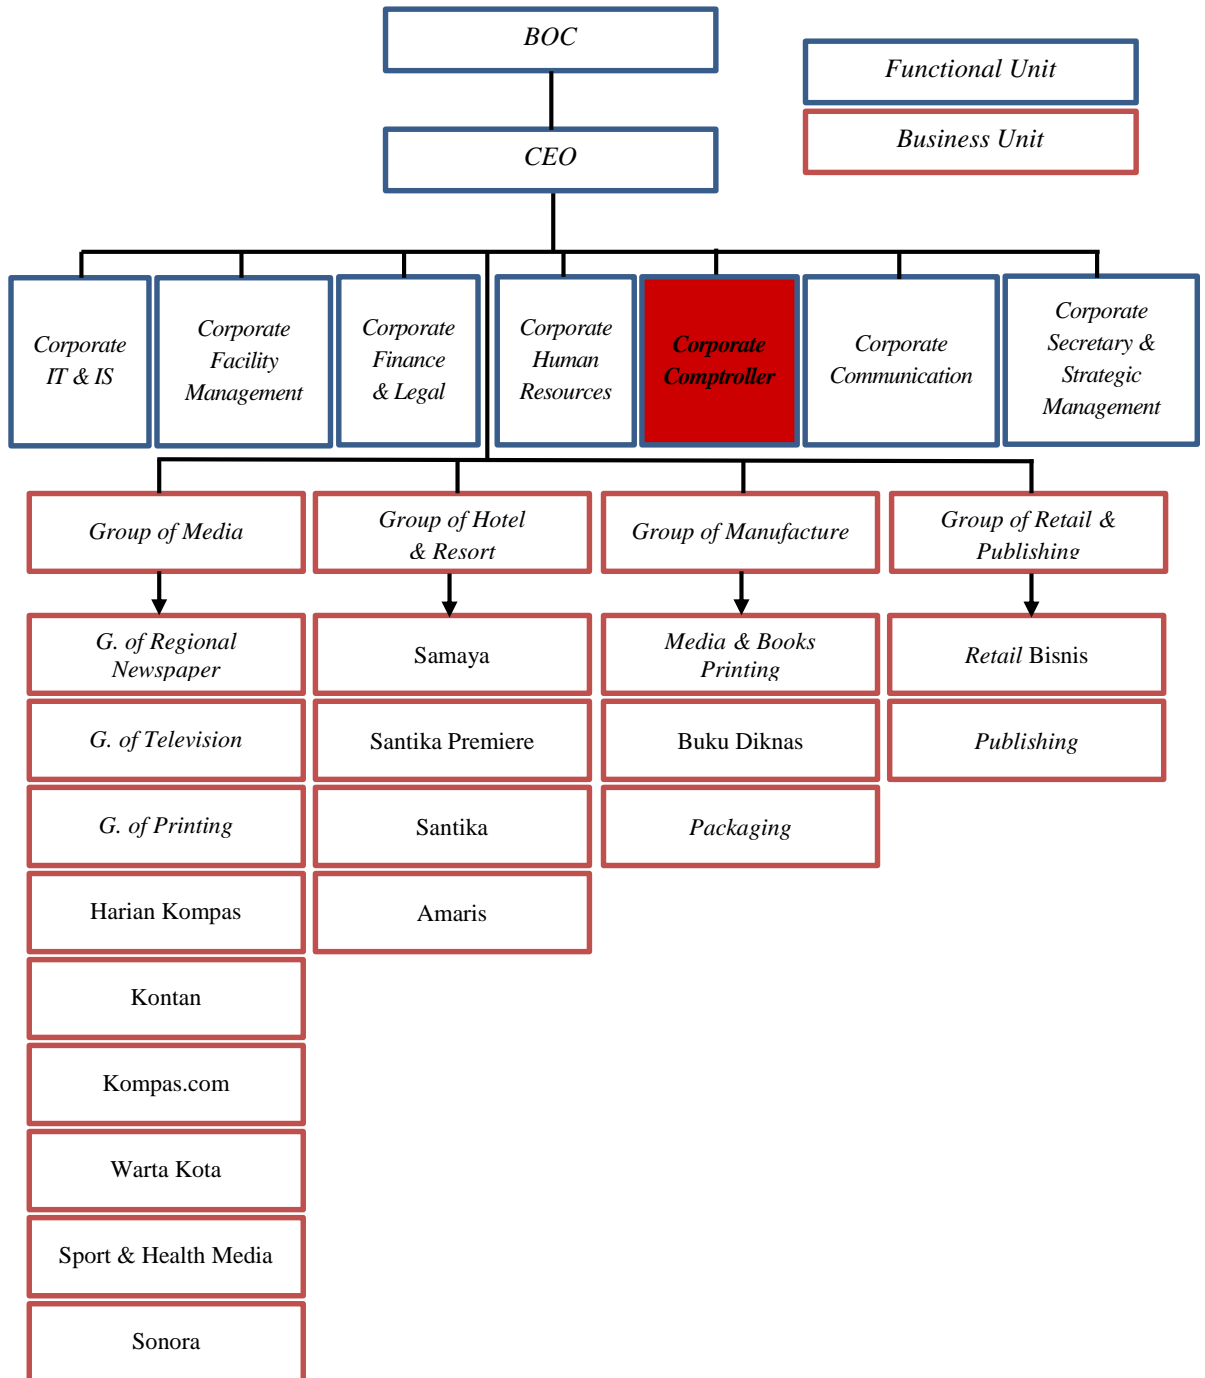 BOC
Functional Unit
Business Unit
CEO
Corporate
IT & IS
Corporate
Facility
Management
Corporate
Finance
& Legal
Corporate
Human
Resources
Corporate
Comptroller
Corporate
Communication
Corporate
Secretary &
Strategic
Management
Group of Media
Group of Hotel
& Resort
Group of Manufacture
Group of Retail &
Publishing
G. of Regional
Newspaper
G. of Television
G. of Printing
Harian Kompas
Kontan
Kompas.com
Warta Kota
Sport & Health Media
Sonora
Samaya
Santika Premiere
Santika
Amaris
Media & Books
Printing
Buku Diknas
Packaging
Retail Bisnis
Publishing